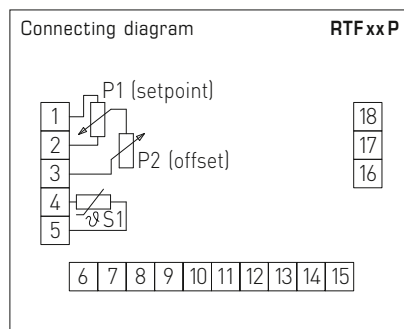 Connecting diagram RTFxxP
P1 (setpoint)
1 18
2 17
P2 (offset)
3 16
4
ϑ S1
5
6 7 8 9 10 11 12 13 14 15